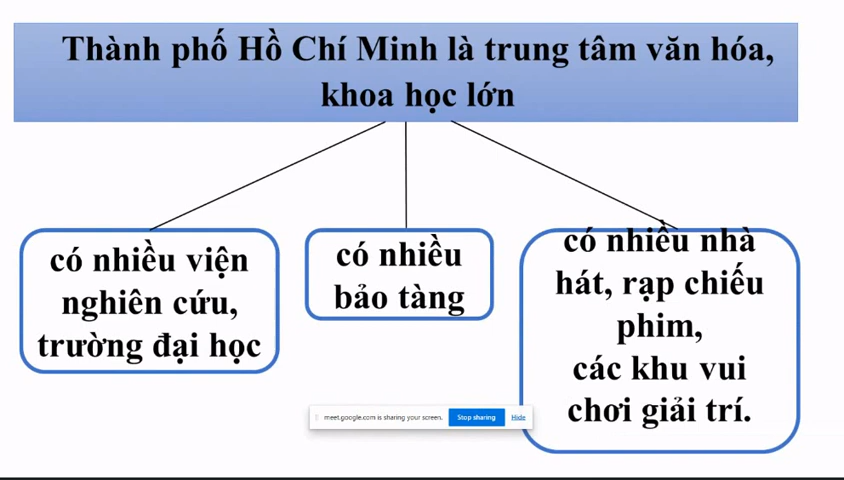 Thành phố Hồ Chí Minh là trung tâm văn hóa,
khoa học lớn
có nhiều viện
nghiên cứu,
trường đại học
có nhiều
bảo tàng
có nhiều nhà
hát, rạp chiếu
phim,
các khu vui
chơi giải trí.
meet.google.com is sharing your screen.
Stop sharing
Hide